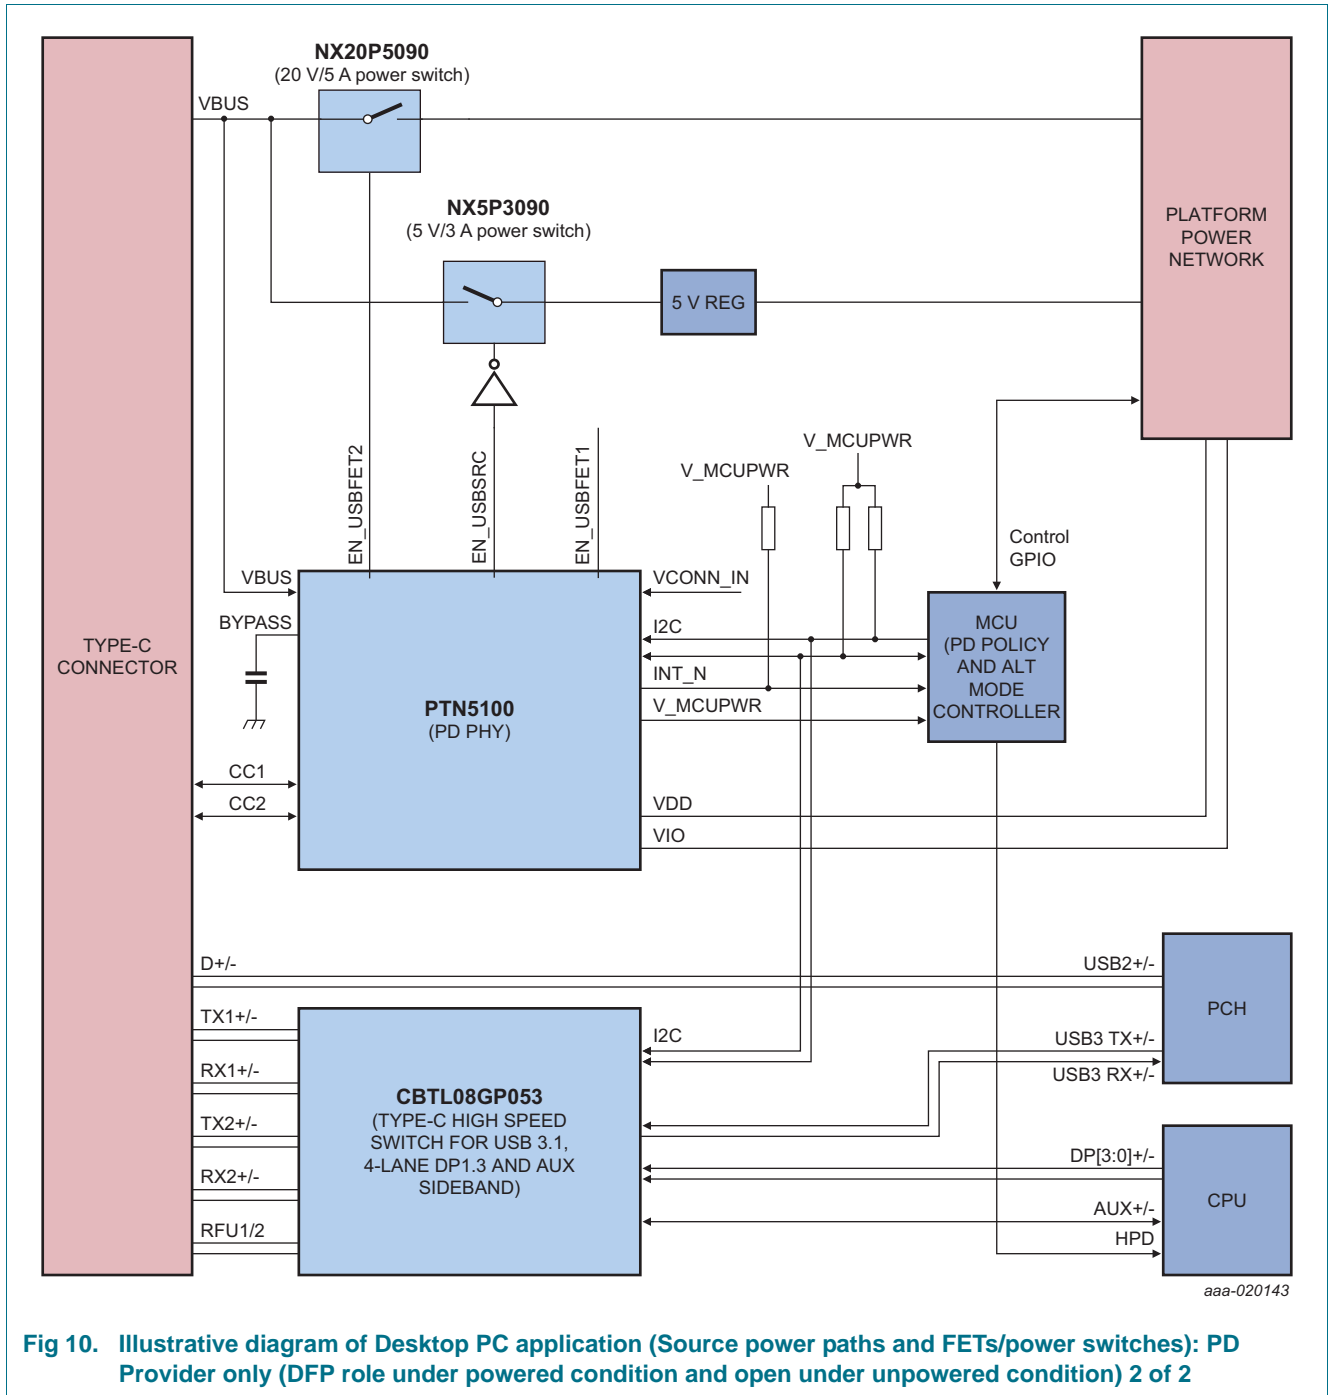 NX20P5090
(20 V/5 A power switch)
VBUS
NX5P3090
(5 V/3 A power switch)
PLATFORM
POWER
NETWORK
5 V REG
EN_USBFET2
EN_USBSRC
EN_USBFET1
V_MCUPWR
V_MCUPWR
Control
GPIO
VBUS
BYPASS
VCONN_IN
I2C
INT_N
V_MCUPWR
MCU
(PD POLICY
AND ALT
MODE
CONTROLLER
TYPE-C
CONNECTOR
PTN5100
(PD PHY)
CC1
CC2
VDD
VIO
D+/-
USB2+/-
TX1+/-
RX1+/-
TX2+/-
RX2+/-
RFU1/2
I2C
CBTL08GP053
(TYPE-C HIGH SPEED
SWITCH FOR USB 3.1,
4-LANE DP1.3 AND AUX
SIDEBAND)
USB3 TX+/-
USB3 RX+/-
PCH
DP[3:0]+/-
AUX+/-
HPD
CPU
aaa-020143
Fig 10. Illustrative diagram of Desktop PC application (Source power paths and FETs/power switches): PD
Provider only (DFP role under powered condition and open under unpowered condition) 2 of 2